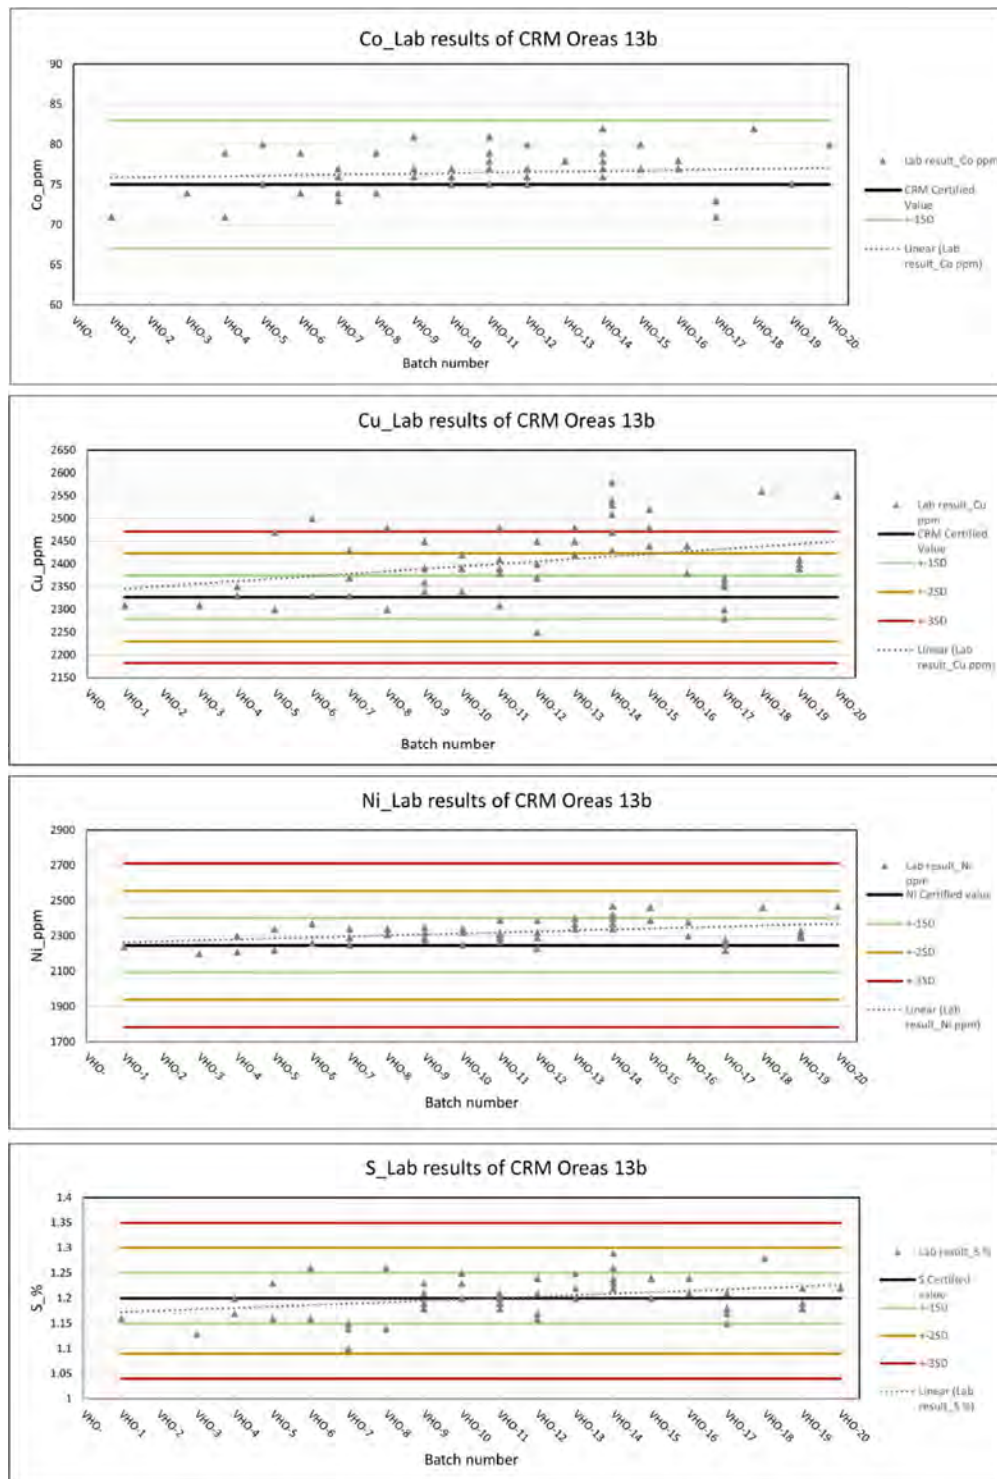 Co_Lab results of CRM Oreas 13b
90
85
80
75
70
65
60
Co_ppm
VHO-
VHO-1
VHO-2
VHO-3
VHO-4
VHO-5
VHO-6
VHO-7
VHO-8
VHO-9
VHO-10
VHO-11
VHO-12
VHO-13
VHO-14
VHO-15
VHO-16
VHO-17
VHO-18
VHO-19
VHO-20
Batch number
Lab result_Co ppm
CRM Certified
Value
+-1SD
Linear (Lab
result_Co ppm)
Cu_Lab results of CRM Oreas 13b
2650
2600
2550
2500
2450
2400
2350
2300
2250
2200
2150
Cu_ppm
VHO-
VHO-1
VHO-2
VHO-3
VHO-4
VHO-5
VHO-6
VHO-7
VHO-8
VHO-9
VHO-10
VHO-11
VHO-12
VHO-13
VHO-14
VHO-15
VHO-16
VHO-17
VHO-18
VHO-19
VHO-20
Batch number
Lab result_Cu
ppm
CRM Certified
Value
+-1SD
+-2SD
+-3SD
Linear (Lab
result_Cu ppm)
Ni_Lab results of CRM Oreas 13b
2900
2700
2500
2300
2100
1900
1700
Ni_ppm
VHO-
VHO-1
VHO-2
VHO-3
VHO-4
VHO-5
VHO-6
VHO-7
VHO-8
VHO-9
VHO-10
VHO-11
VHO-12
VHO-13
VHO-14
VHO-15
VHO-16
VHO-17
VHO-18
VHO-19
VHO-20
Batch number
Lab result_Ni
ppm
Ni Certified value
+-1SD
+-2SD
+-3SD
Linear (Lab
result_Ni ppm)
S_Lab results of CRM Oreas 13b
1.4
1.35
1.3
1.25
1.2
1.15
1.1
1.05
1
S_%
VHO-
VHO-1
VHO-2
VHO-3
VHO-4
VHO-5
VHO-6
VHO-7
VHO-8
VHO-9
VHO-10
VHO-11
VHO-12
VHO-13
VHO-14
VHO-15
VHO-16
VHO-17
VHO-18
VHO-19
VHO-20
Batch number
Lab result_S %
S Certified
value
+-1SD
+-2SD
+-3SD
Linear (Lab
result_S %)